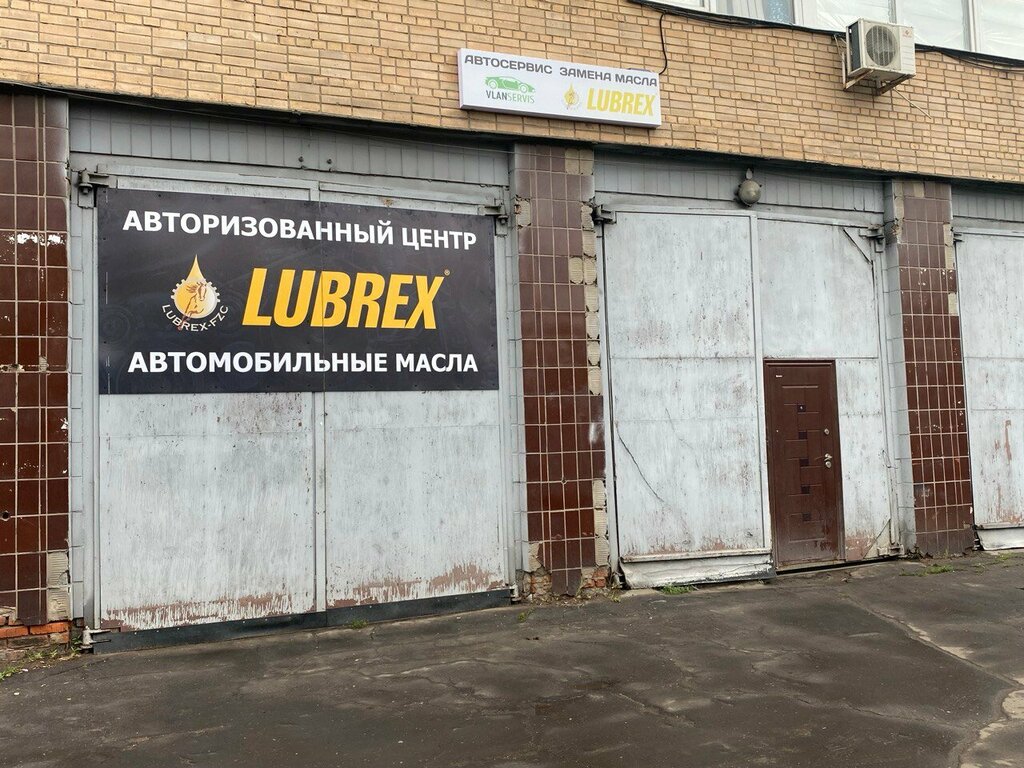 АВТОСЕРВИС ЗАМЕНА МАСЛА
VLANSERVIS
LUBREX
АВТОРИЗОВАННЫЙ ЦЕНТР
LUBREX-FZC
LUBREX®
АВТОМОБИЛЬНЫЕ МАСЛА